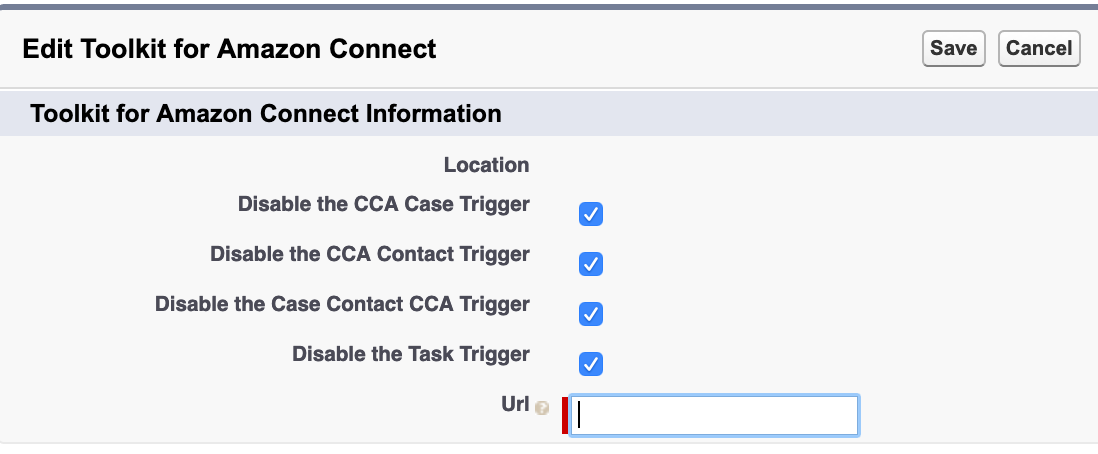 Edit Toolkit for Amazon Connect
Save
Cancel
Toolkit for Amazon Connect Information
Location
Disable the CCA Case Trigger
Disable the CCA Contact Trigger
Disable the Case Contact CCA Trigger
Disable the Task Trigger
Url ?